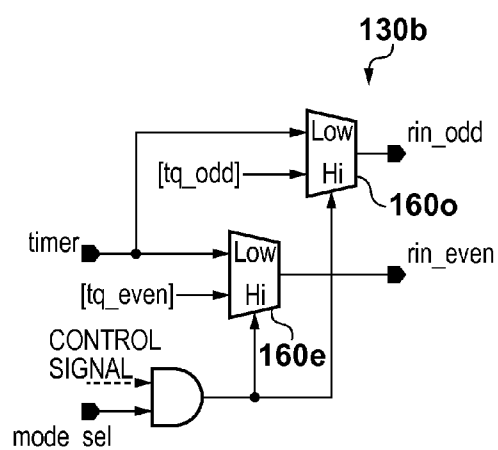 130b
Low
rin_odd
[tq_odd]
Hi
160o
timer
Low
rin_even
[tq_even]
Hi
CONTROL
SIGNAL
160e
mode sel